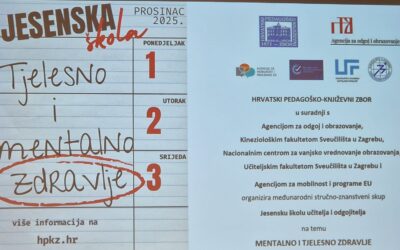 JESENSKA
škola
PROSINAC
2025.
PONEDJELJAK
1
UTORAK
2
SRIJEDA
3
Tjelesno
i
mentalno
zdravlje
više informacija na
hpkz.hr
Agencija za odgoj i obrazovanje
HRVATSKI PEDAGOŠKO-KNJIŽEVNI ZBOR
u suradnji s
Agencijom za odgoj i obrazovanje,
Kineziološkim fakultetom Sveučilišta u Zagrebu,
Nacionalnim centrom za vanjsko vrednovanje obrazovanja,
Učiteljskim fakultetom Sveučilišta u Zagrebu i
Agencijom za mobilnost i programe EU
organizira međunarodni stručno-znanstveni skup
Jesensku školu učitelja i odgojitelja
na temu
MENTALNO I TJELESNO ZDRAVLJE